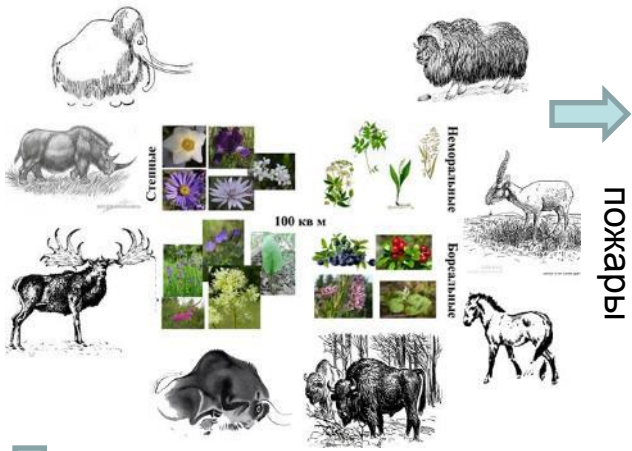 Степные
Неморальные
100 кв м
Бореальные
пожары